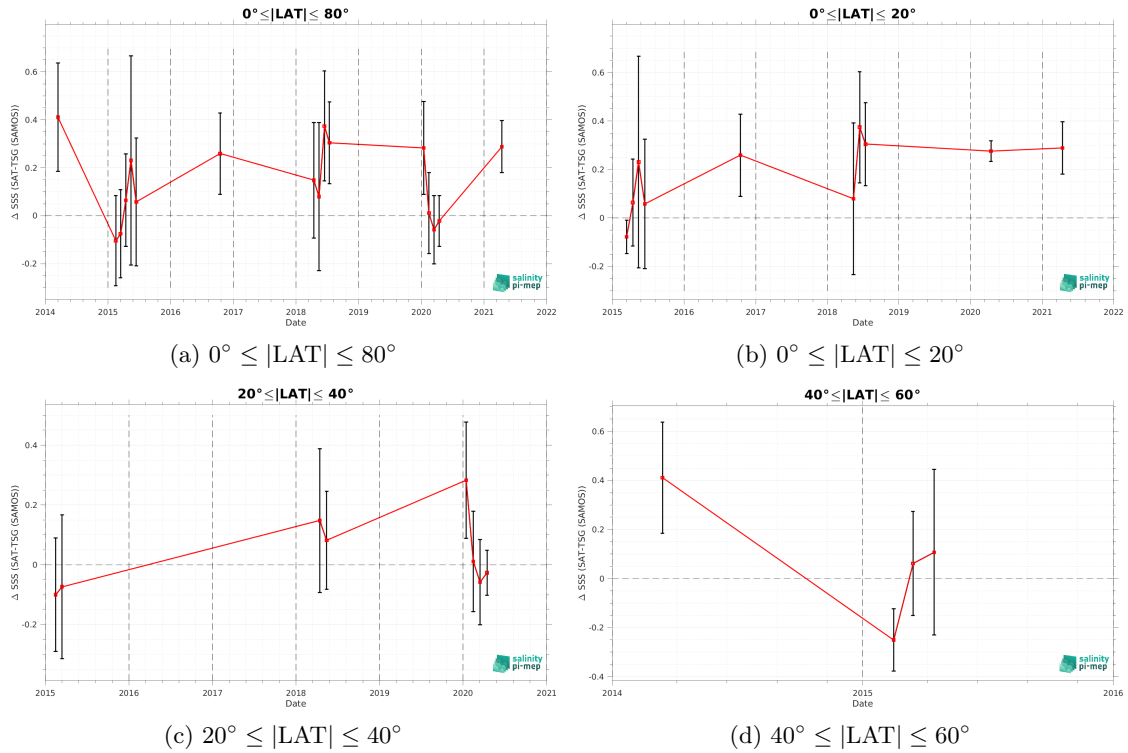 0°≤|LAT|≤ 80°
Δ SSS (SAT-TSG (SAMOS))
0.6
0.4
0.2
0
-0.2
2014 2015 2016 2017 2018 2019 2020 2021 2022
Date
salinity
pi-mep
(a) 0° ≤ |LAT| ≤ 80°
0°≤|LAT|≤ 20°
Δ SSS (SAT-TSG (SAMOS))
0.6
0.4
0.2
0
-0.2
2015 2016 2017 2018 2019 2020 2021 2022
Date
salinity
pi-mep
(b) 0° ≤ |LAT| ≤ 20°
20°≤|LAT|≤ 40°
Δ SSS (SAT-TSG (SAMOS))
0.4
0.2
0
-0.2
2015 2016 2017 2018 2019 2020 2021
Date
salinity
pi-mep
(c) 20° ≤ |LAT| ≤ 40°
40°≤|LAT|≤ 60°
Δ SSS (SAT-TSG (SAMOS))
0.6
0.4
0.2
0
-0.2
-0.4
2014 2015 2016
Date
salinity
pi-mep
(d) 40° ≤ |LAT| ≤ 60°